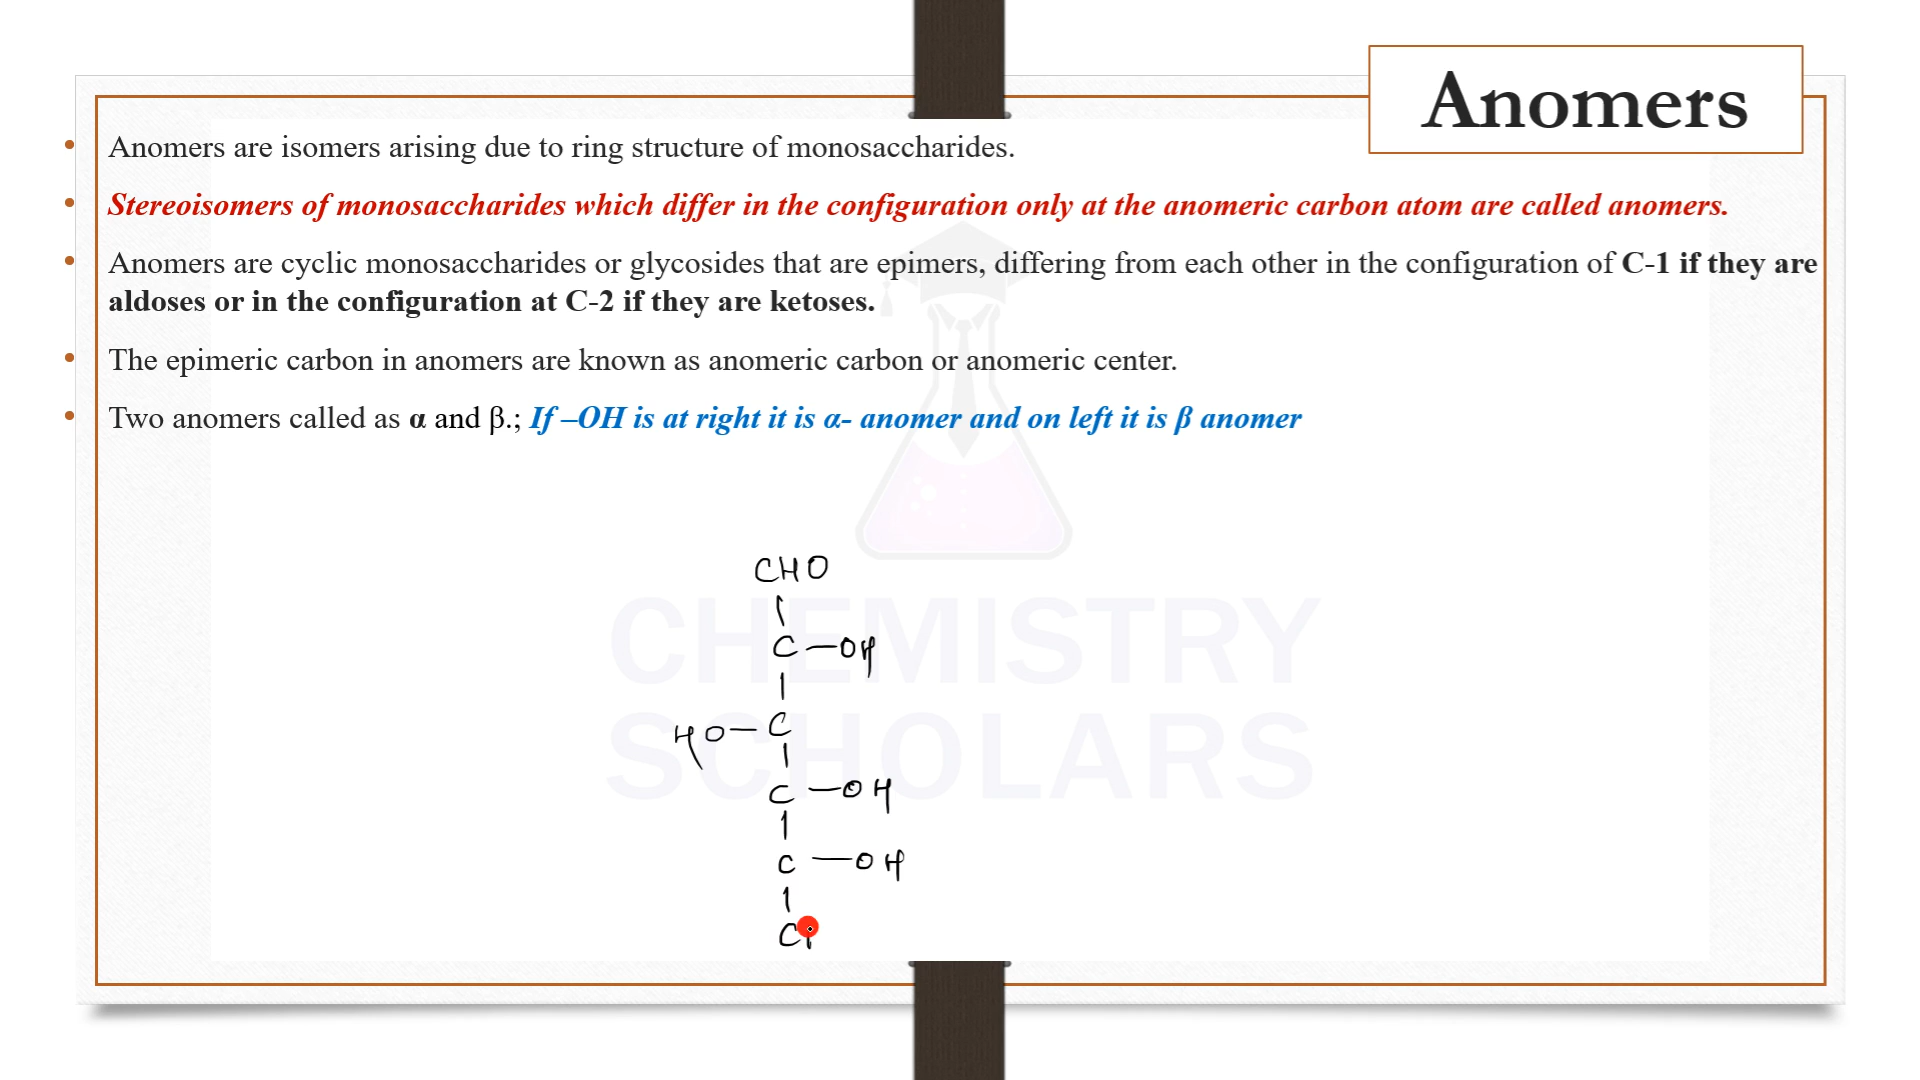 Anomers
• Anomers are isomers arising due to ring structure of monosaccharides.
• Stereoisomers of monosaccharides which differ in the configuration only at the anomeric carbon atom are called anomers.
• Anomers are cyclic monosaccharides or glycosides that are epimers, differing from each other in the configuration of C-1 if they are
aldoses or in the configuration at C-2 if they are ketoses.
• The epimeric carbon in anomers are known as anomeric carbon or anomeric center.
• Two anomers called as α and β.; If –OH is at right it is α- anomer and on left it is β anomer
CHEMISTRY
SCHOLARS
CHO
C—OH
HO—C
C—OH
C—OH
C